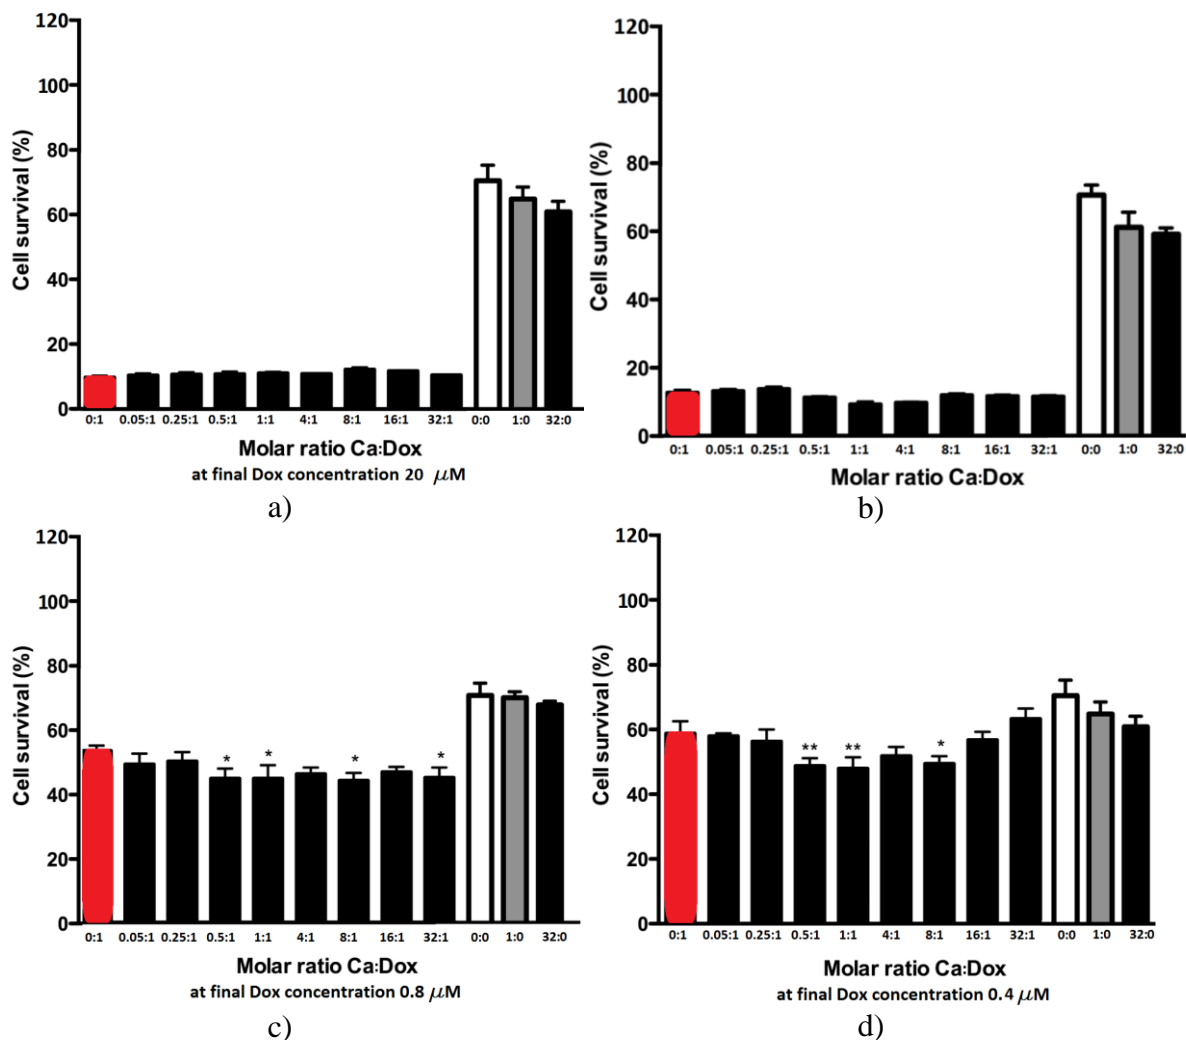 120
100
80
60
40
20
0
Cell survival (%)
0:1 0.05:1 0.25:1 0.5:1 1:1 4:1 8:1 16:1 32:1 0:0 1:0 32:0
Molar ratio Ca:Dox
at final Dox concentration 20 μM
a)
120
100
80
60
40
20
0
Cell survival (%)
0:1 0.05:1 0.25:1 0.5:1 1:1 4:1 8:1 16:1 32:1 0:0 1:0 32:0
Molar ratio Ca:Dox
b)
120
100
80
60
40
20
0
Cell survival (%)
* * * *
0:1 0.05:1 0.25:1 0.5:1 1:1 4:1 8:1 16:1 32:1 0:0 1:0 32:0
Molar ratio Ca:Dox
at final Dox concentration 0.8 μM
c)
120
100
80
60
40
20
0
Cell survival (%)
** ** *
0:1 0.05:1 0.25:1 0.5:1 1:1 4:1 8:1 16:1 32:1 0:0 1:0 32:0
Molar ratio Ca:Dox
at final Dox concentration 0.4 μM
d)